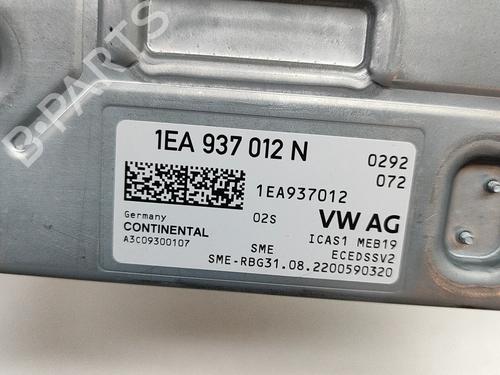 B-PARTS
1EA 937 012 N
0292
072
1EA937012
Germany
02S
VW AG
CONTINENTAL
ICAS1 MEB19
A3C09300107
SME
ECEDSSV2
SME-RBG31.08.2200590320